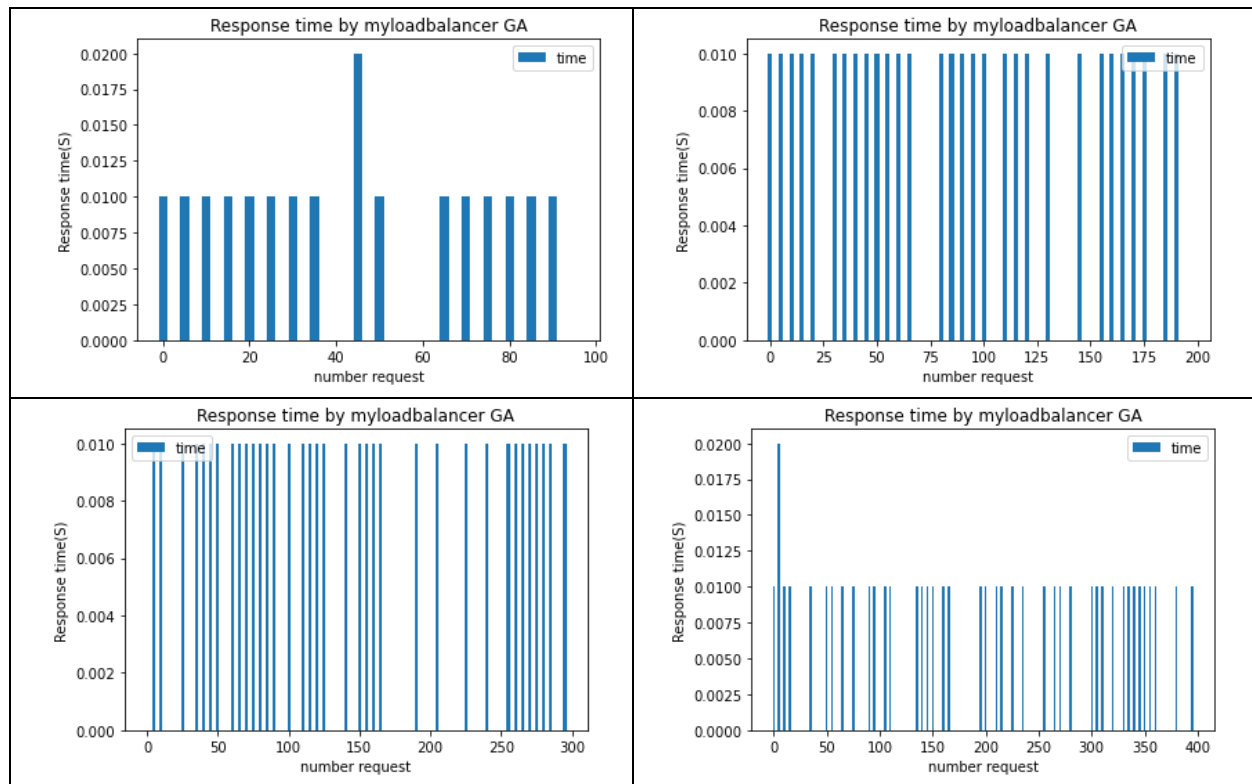 Response time by myloadbalancer GA
time
0.0200
0.0175
0.0150
0.0125
0.0100
0.0075
0.0050
0.0025
0.0000
Response time(S)
0 20 40 60 80 100
number request
Response time by myloadbalancer GA
time
0.010
0.008
0.006
0.004
0.002
0.000
Response time(S)
0 25 50 75 100 125 150 175 200
number request
Response time by myloadbalancer GA
time
0.010
0.008
0.006
0.004
0.002
0.000
Response time(S)
0 50 100 150 200 250 300
number request
Response time by myloadbalancer GA
time
0.0200
0.0175
0.0150
0.0125
0.0100
0.0075
0.0050
0.0025
0.0000
Response time(S)
0 50 100 150 200 250 300 350 400
number request